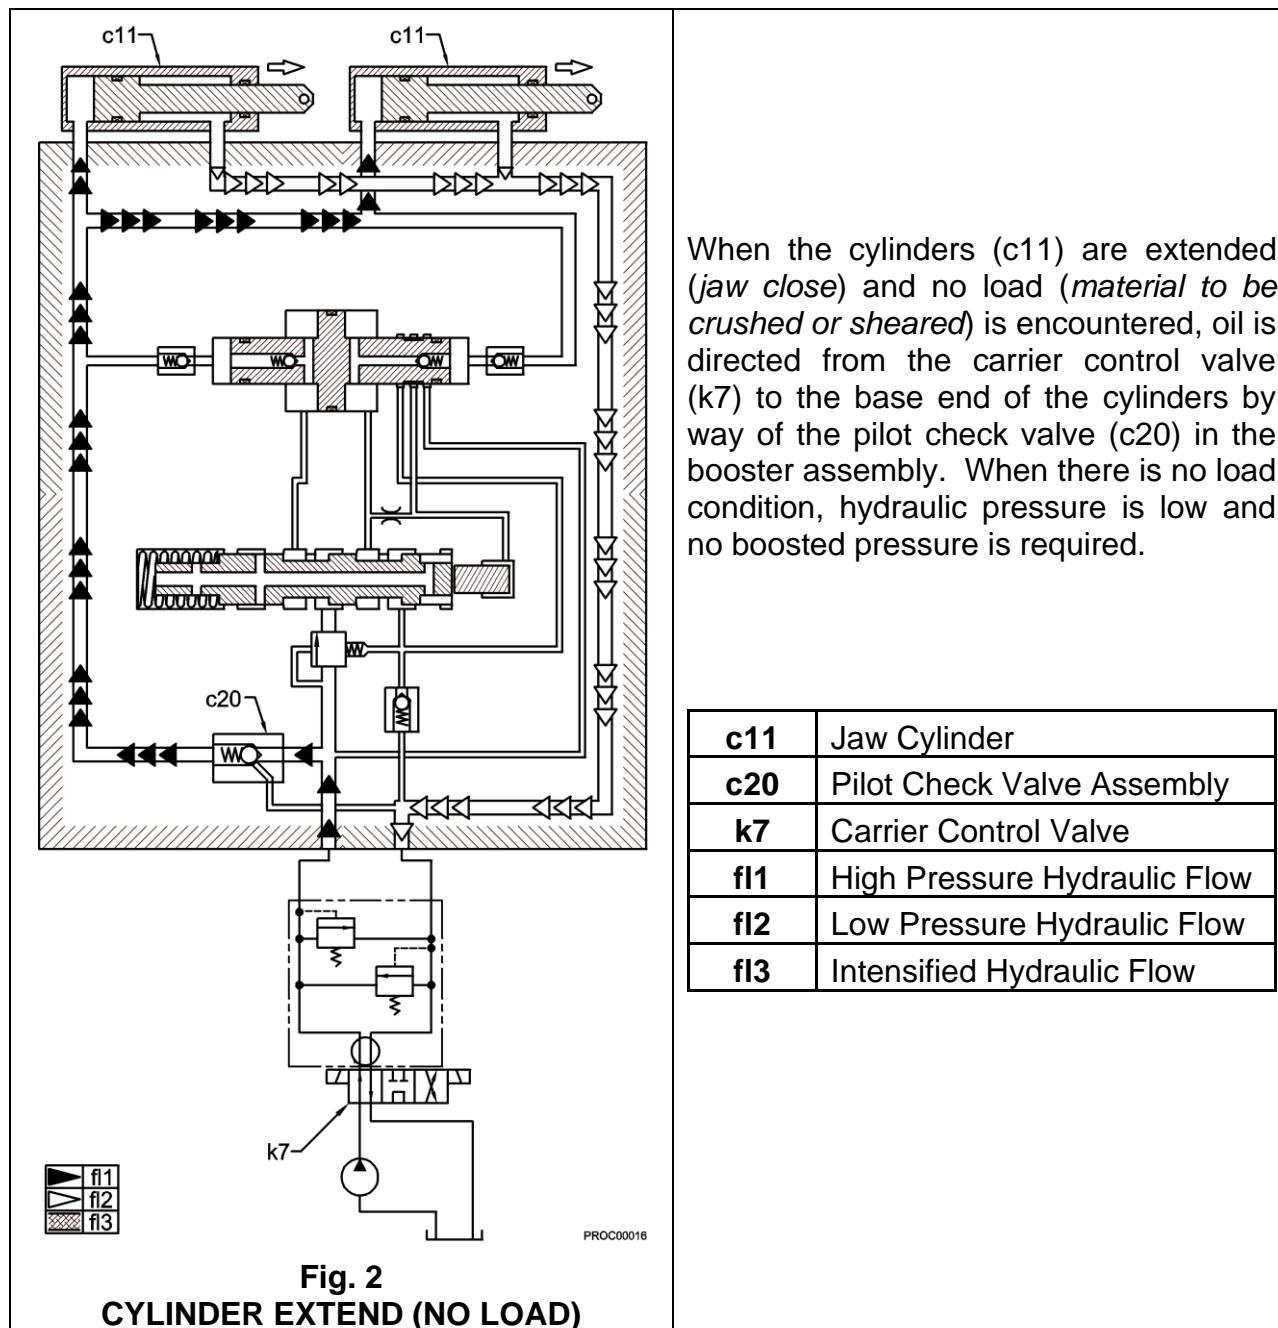 c11
c11
c20
k7
fl1
fl2
fl3
PROC00016
Fig. 2
CYLINDER EXTEND (NO LOAD)
When the cylinders (c11) are extended
(jaw close) and no load (material to be
crushed or sheared) is encountered, oil is
directed from the carrier control valve
(k7) to the base end of the cylinders by
way of the pilot check valve (c20) in the
booster assembly. When there is no load
condition, hydraulic pressure is low and
no boosted pressure is required.
c11 Jaw Cylinder
c20 Pilot Check Valve Assembly
k7 Carrier Control Valve
fl1 High Pressure Hydraulic Flow
fl2 Low Pressure Hydraulic Flow
fl3 Intensified Hydraulic Flow